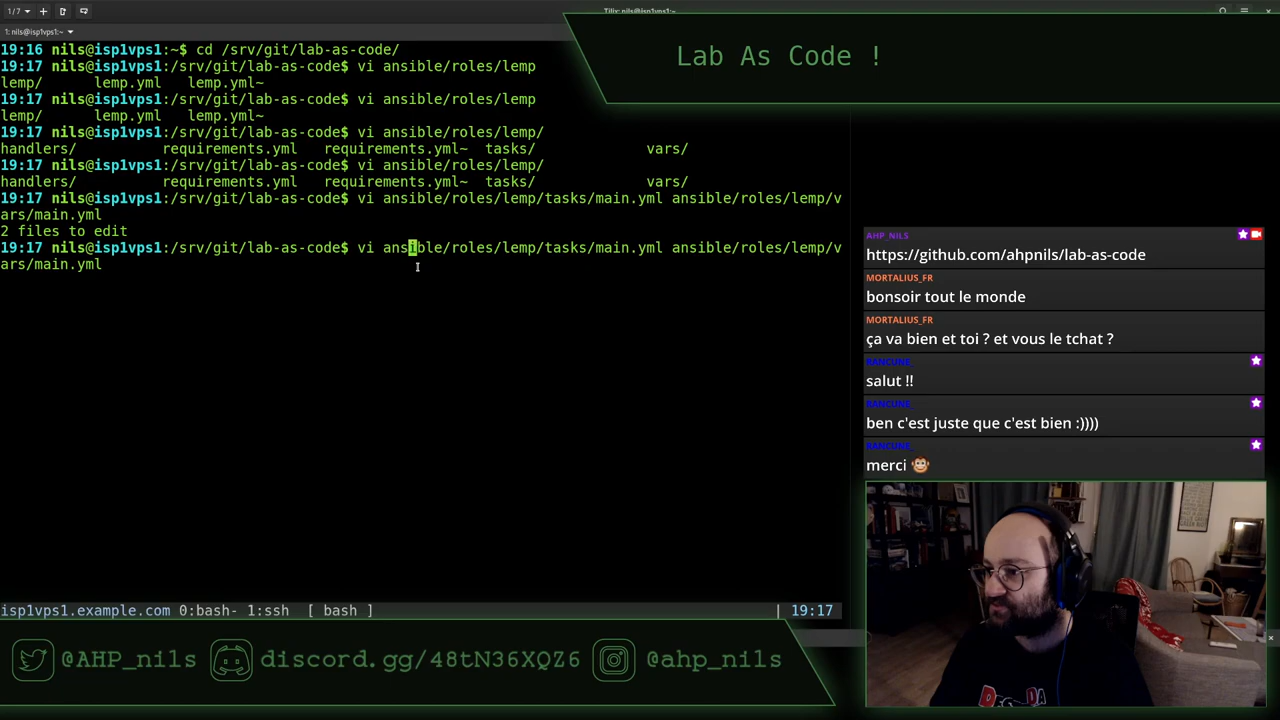 1/7
Tilix: nils@isp1vps1:~
1: nils@isp1vps1:~
19:16 nils@isp1vps1:~$ cd /srv/git/lab-as-code/
19:17 nils@isp1vps1:/srv/git/lab-as-code$ vi ansible/roles/lemp
lemp/ lemp.yml lemp.yml~
19:17 nils@isp1vps1:/srv/git/lab-as-code$ vi ansible/roles/lemp
lemp/ lemp.yml lemp.yml~
19:17 nils@isp1vps1:/srv/git/lab-as-code$ vi ansible/roles/lemp/
handlers/ requirements.yml requirements.yml~ tasks/ vars/
19:17 nils@isp1vps1:/srv/git/lab-as-code$ vi ansible/roles/lemp/
handlers/ requirements.yml requirements.yml~ tasks/ vars/
19:17 nils@isp1vps1:/srv/git/lab-as-code$ vi ansible/roles/lemp/tasks/main.yml ansible/roles/lemp/v
ars/main.yml
2 files to edit
19:17 nils@isp1vps1:/srv/git/lab-as-code$ vi ansible/roles/lemp/tasks/main.yml ansible/roles/lemp/v
ars/main.yml
isp1vps1.example.com 0:bash- 1:ssh [ bash ] | 19:17
Lab As Code !
AHP_NILS
https://github.com/ahpnils/lab-as-code
MORTALIUS_FR
bonsoir tout le monde
MORTALIUS_FR
ça va bien et toi ? et vous le tchat ?
RANCUNE_
salut !!
RANCUNE_
ben c'est juste que c'est bien :))))
RANCUNE_
merci 🐵
@AHP_nils discord.gg/48tN36XQZ6 @ahp_nils